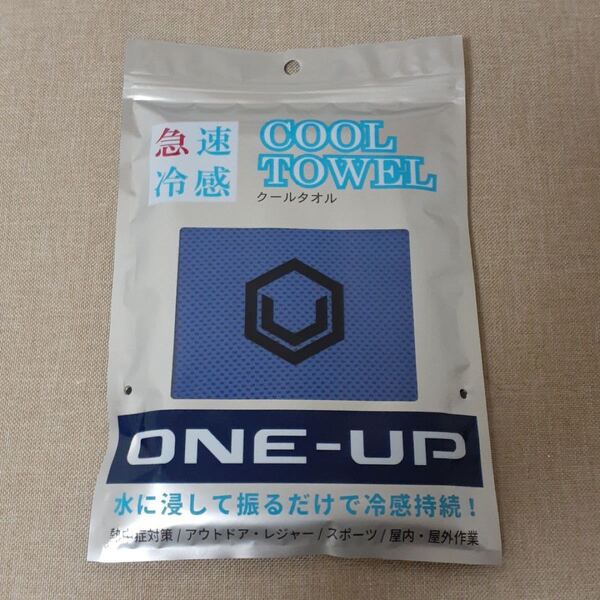 急速
冷感
COOL
TOWEL
クールタオル
ONE-UP
水に浸して振るだけで冷感持続!
熱中症対策/アウトドア・レジャー/スポーツ/屋内・屋外作業